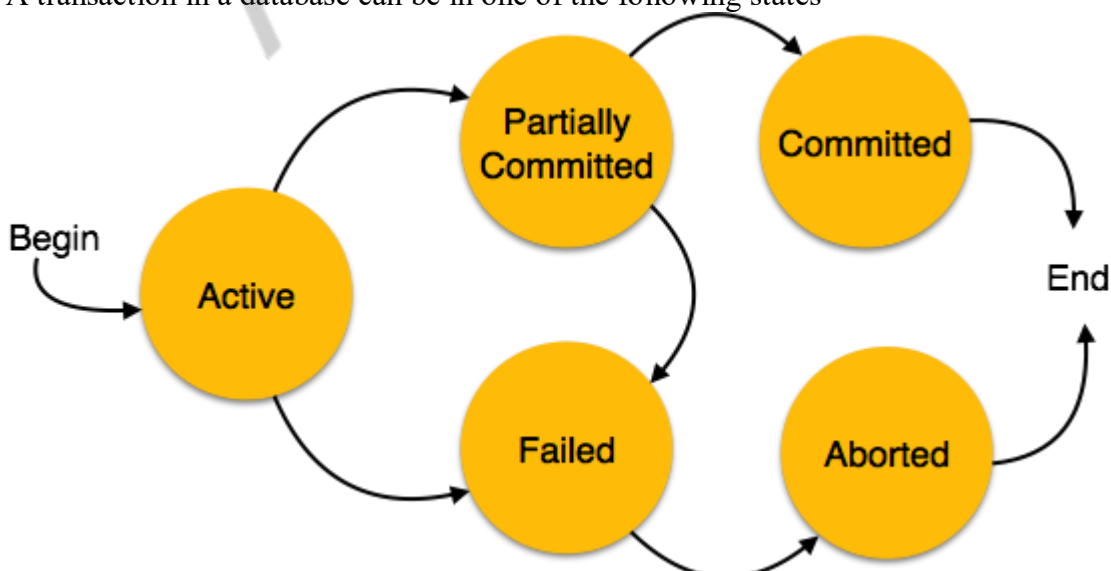 A transaction in a database can be in one of the following states
Partially
Committed
Committed
Begin
Active
End
Failed
Aborted